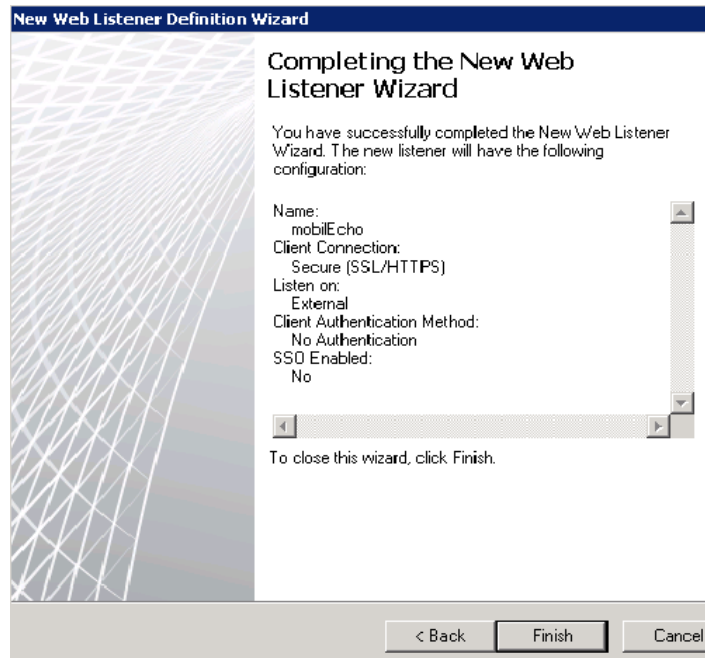 New Web Listener Definition Wizard
Completing the New Web
Listener Wizard
You have successfully completed the New Web Listener
Wizard. The new listener will have the following
configuration:
Name:
mobilEcho
Client Connection:
Secure (SSL/HTTPS)
Listen on:
External
Client Authentication Method:
No Authentication
SSO Enabled:
No
To close this wizard, click Finish.
< Back Finish Cancel